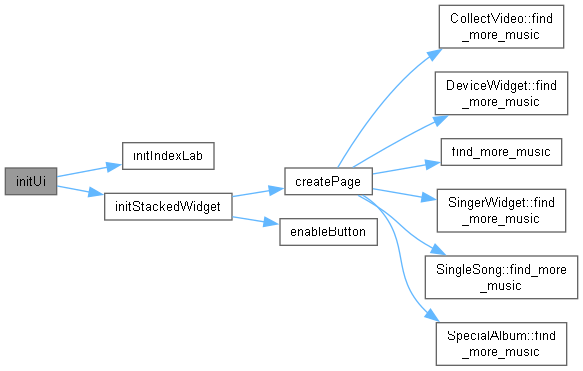 initUi
initIndexLab
initStackedWidget
createPage
enableButton
CollectVideo::find
_more_music
DeviceWidget::find
_more_music
find_more_music
SingerWidget::find
_more_music
SingleSong::find_more
_music
SpecialAlbum::find
_more_music